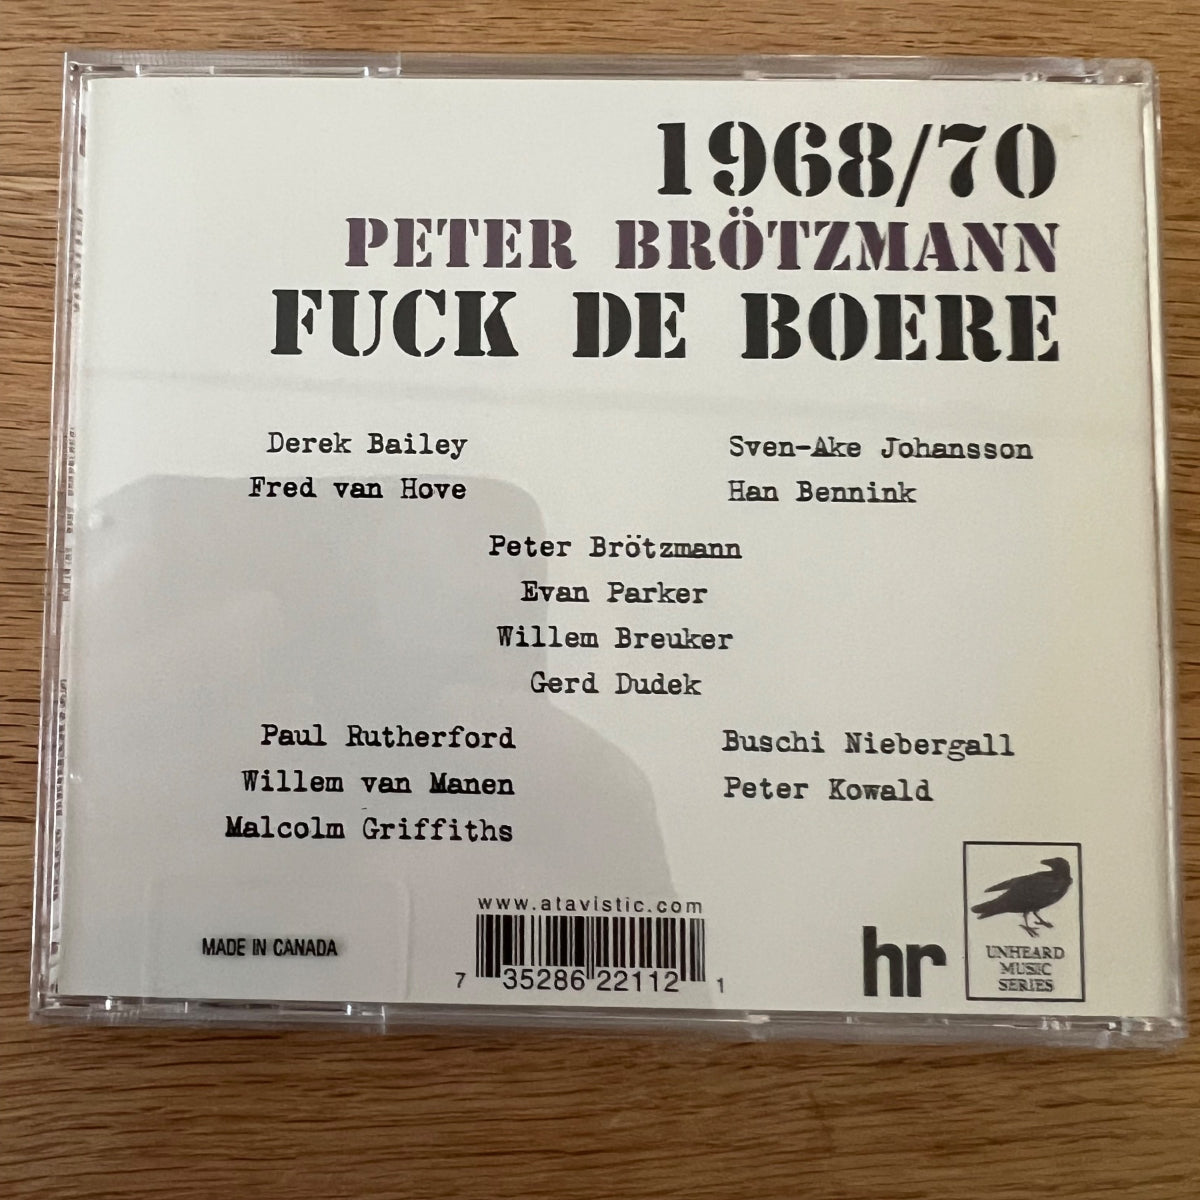 1968/70
PETER BRÖTZMANN
FUCK DE BOERE
Derek Bailey
Fred van Hove
Sven-Ake Johansson
Han Bennink
Peter Brötzmann
Evan Parker
Willem Breuker
Gerd Dudek
Paul Rutherford
Willem van Manen
Malcolm Griffiths
Buschi Niebergall
Peter Kowald
www.atavistic.com
7 35286 22112 1
MADE IN CANADA
hr
UNHEARD
MUSIC
SERIES